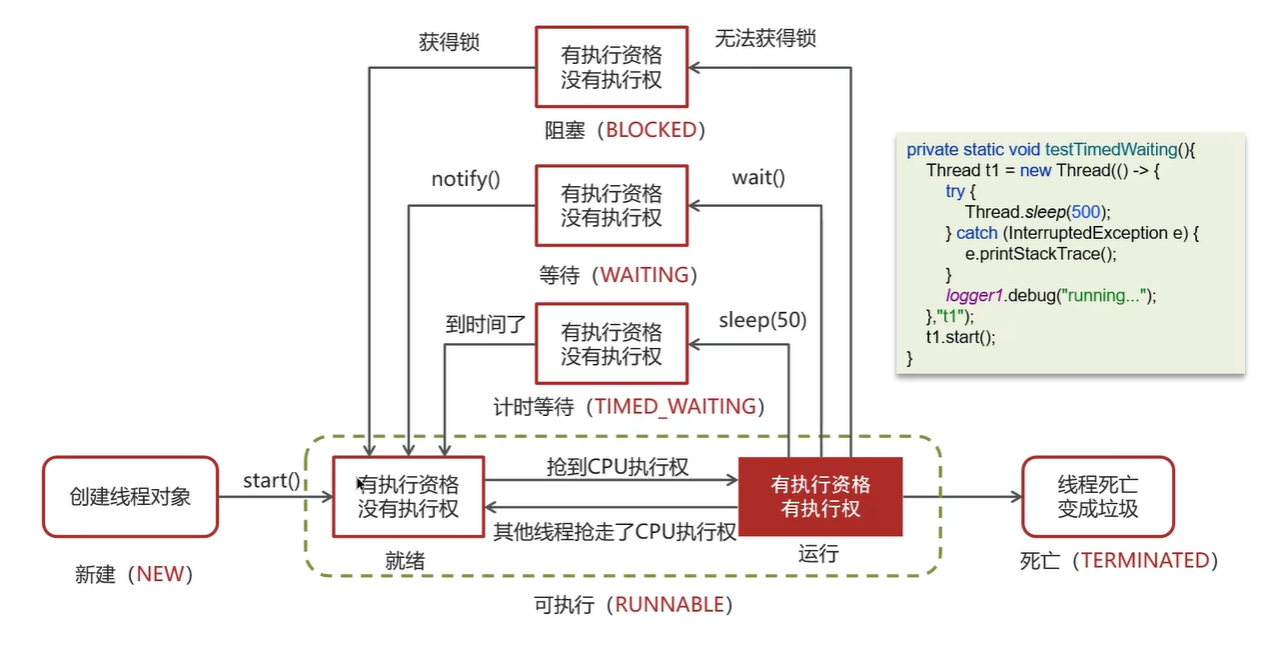 获得锁
有执行资格
没有执行权
无法获得锁
阻塞（BLOCKED）
notify()
有执行资格
没有执行权
wait()
等待（WAITING）
到时间了
有执行资格
没有执行权
sleep(50)
计时等待（TIMED_WAITING）
private static void testTimedWaiting(){
Thread t1 = new Thread(() -> {
try {
Thread.sleep(500);
} catch (InterruptedException e) {
e.printStackTrace();
}
logger1.debug("running...");
},"t1");
t1.start();
}
创建线程对象
新建（NEW）
start()
有执行资格
没有执行权
就绪
抢到CPU执行权
其他线程抢走了CPU执行权
有执行资格
有执行权
运行
可执行（RUNNABLE）
线程死亡
变成垃圾
死亡（TERMINATED）